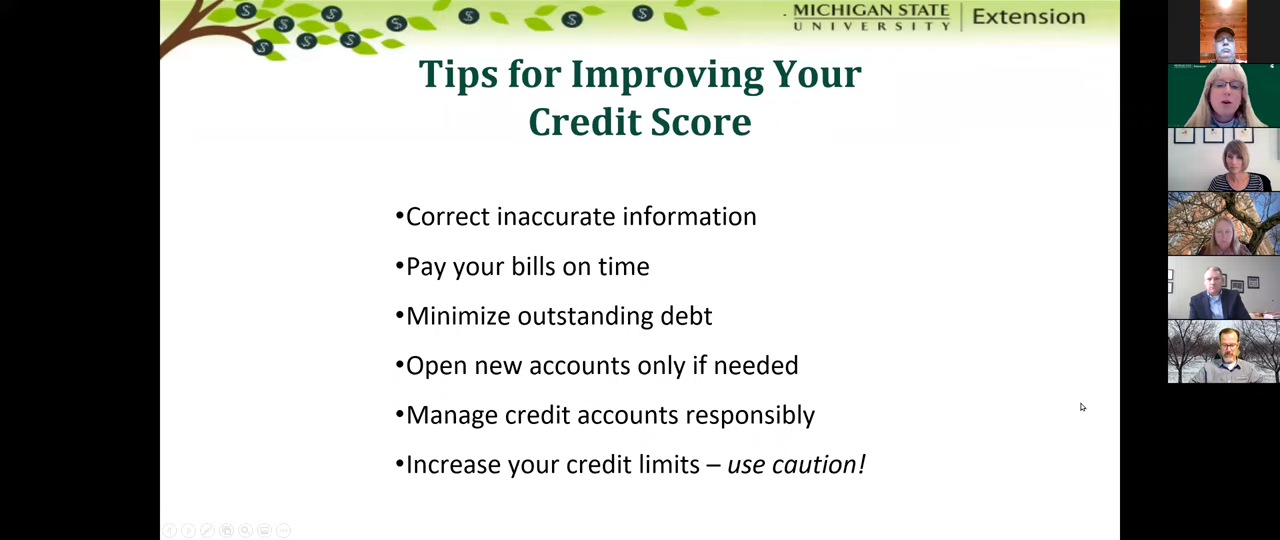 MICHIGAN STATE
UNIVERSITY
Extension
Tips for Improving Your
Credit Score
•Correct inaccurate information
•Pay your bills on time
•Minimize outstanding debt
•Open new accounts only if needed
•Manage credit accounts responsibly
•Increase your credit limits – use caution!